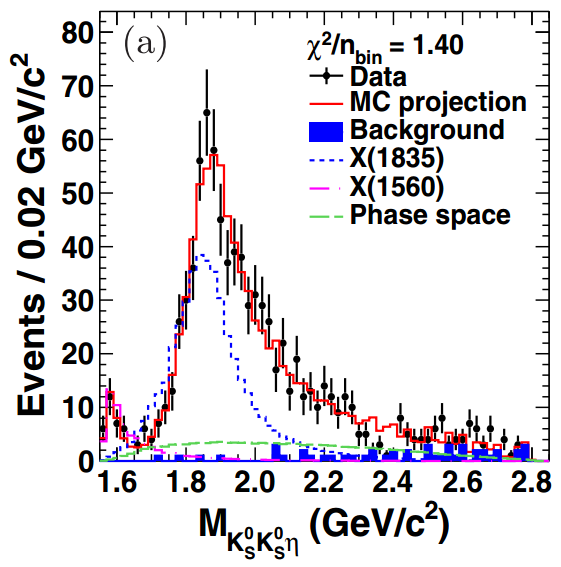 (a)
χ²/n_bin = 1.40
Data
MC projection
Background
X(1835)
X(1560)
Phase space
Events / 0.02 GeV/c²
80
70
60
50
40
30
20
10
0
1.6 1.8 2.0 2.2 2.4 2.6 2.8
M_{K⁰_S K⁰_S η} (GeV/c²)